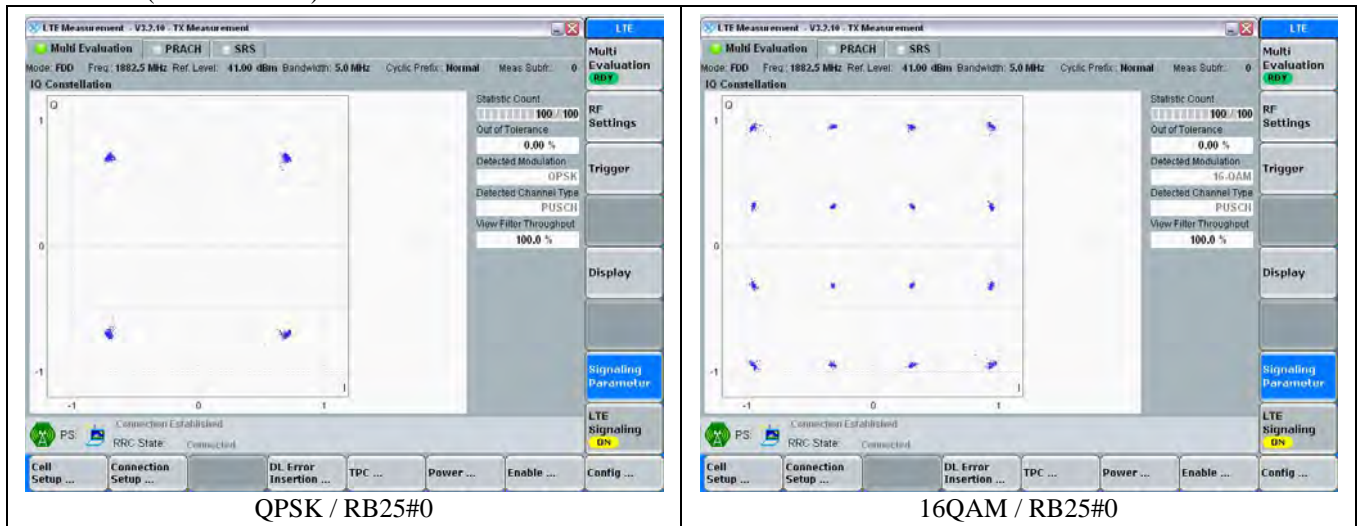 LTE Measurement - V3.2.10 - TX Measurement
LTE
Multi Evaluation PRACH SRS
Multi Evaluation
RDY
Mode: FDD Freq.: 1882.5 MHz Ref. Level: 41.00 dBm Bandwidth: 5.0 MHz Cyclic Prefix: Normal Meas Subfr.: 0
IQ Constellation
Q
1
0
-1
-1 0 1
I
Statistic Count
100 / 100
Out of Tolerance
0.00 %
Detected Modulation
QPSK
Detected Channel Type
PUSCH
View Filter Throughput
100.0 %
RF Settings
Trigger
Display
Signaling Parameter
LTE Signaling
ON
PS:
Connection Established
RRC State: Connected
Cell Setup ... Connection Setup ... DL Error Insertion ... TPC ... Power ... Enable ... Config ...
QPSK / RB25#0
LTE Measurement - V3.2.10 - TX Measurement
LTE
Multi Evaluation PRACH SRS
Multi Evaluation
RDY
Mode: FDD Freq.: 1882.5 MHz Ref. Level: 41.00 dBm Bandwidth: 5.0 MHz Cyclic Prefix: Normal Meas Subfr.: 0
IQ Constellation
Q
1
0
-1
-1 0 1
I
Statistic Count
100 / 100
Out of Tolerance
0.00 %
Detected Modulation
16-QAM
Detected Channel Type
PUSCH
View Filter Throughput
100.0 %
RF Settings
Trigger
Display
Signaling Parameter
LTE Signaling
ON
PS:
Connection Established
RRC State: Connected
Cell Setup ... Connection Setup ... DL Error Insertion ... TPC ... Power ... Enable ... Config ...
16QAM / RB25#0